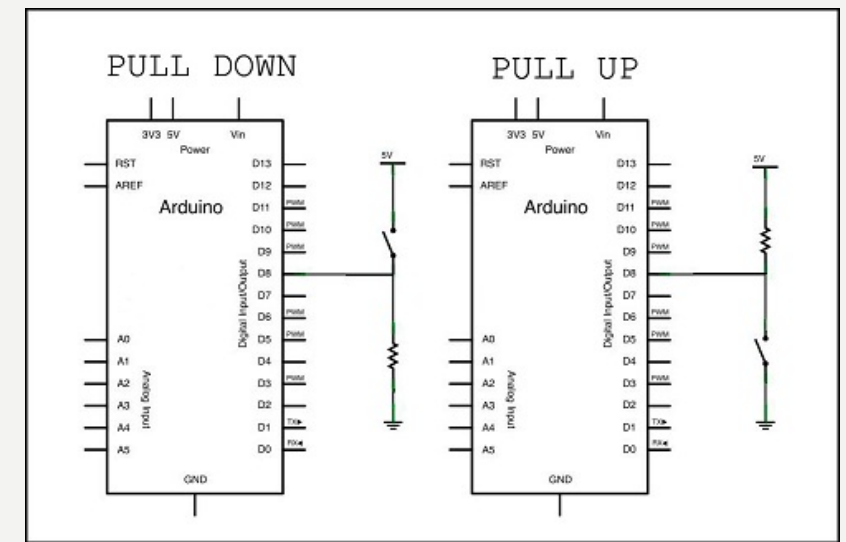 PULL DOWN
3V3 5V Vin
Power
RST D13
AREF D12
Arduino
D11 PWM
D10 PWM
D9 PWM
D8
D7
D6 PWM
A0 D5 PWM
A1 D4
A2 D3 PWM
A3 D2
A4 D1 TX
A5 D0 RX
Digital Input/Output
Analog Input
GND
5V
PULL UP
3V3 5V Vin
Power
RST D13
AREF D12
Arduino
D11 PWM
D10 PWM
D9 PWM
D8
D7
D6 PWM
A0 D5 PWM
A1 D4
A2 D3 PWM
A3 D2
A4 D1 TX
A5 D0 RX
Digital Input/Output
Analog Input
GND
5V